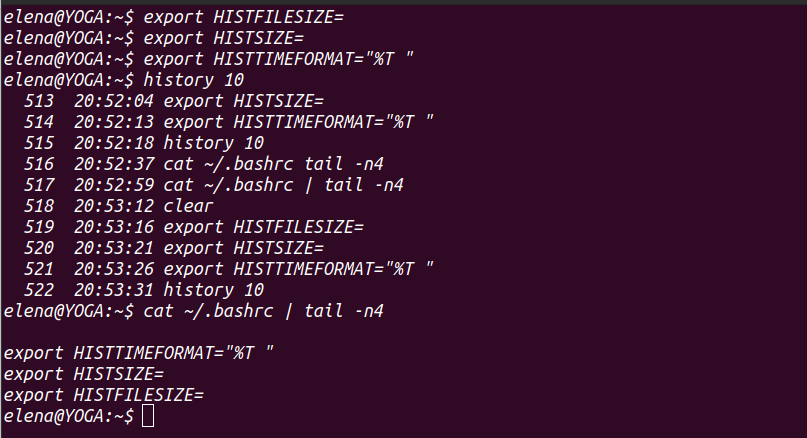 elena@YOGA:~$ export HISTFILESIZE=
elena@YOGA:~$ export HISTSIZE=
elena@YOGA:~$ export HISTTIMEFORMAT="%T "
elena@YOGA:~$ history 10
  513  20:52:04 export HISTSIZE=
  514  20:52:13 export HISTTIMEFORMAT="%T "
  515  20:52:18 history 10
  516  20:52:37 cat ~/.bashrc tail -n4
  517  20:52:59 cat ~/.bashrc | tail -n4
  518  20:53:12 clear
  519  20:53:16 export HISTFILESIZE=
  520  20:53:21 export HISTSIZE=
  521  20:53:26 export HISTTIMEFORMAT="%T "
  522  20:53:31 history 10
elena@YOGA:~$ cat ~/.bashrc | tail -n4

export HISTTIMEFORMAT="%T "
export HISTSIZE=
export HISTFILESIZE=
elena@YOGA:~$